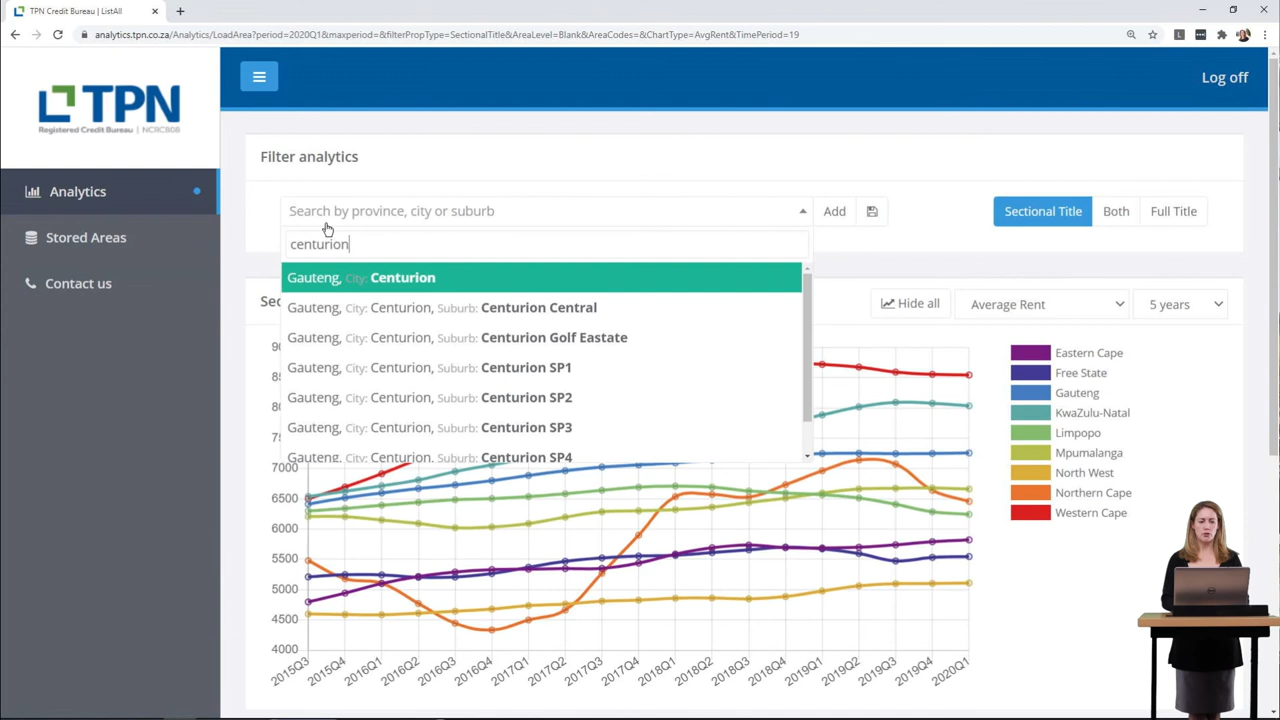 TPN Credit Bureau | ListAll
analytics.tpn.co.za/Analytics/LoadArea?period=2020Q1&maxperiod=&filterPropType=SectionalTitle&AreaLevel=Blank&AreaCodes=&ChartType=AvgRent&TimePeriod=19
TPN
Registered Credit Bureau | NCRCB08
Log off
Analytics
Stored Areas
Contact us
Filter analytics
Search by province, city or suburb
Add
Sectional Title
Both
Full Title
centurion
Gauteng, City: Centurion
Gauteng, City: Centurion, Suburb: Centurion Central
Gauteng, City: Centurion, Suburb: Centurion Golf Eastate
Gauteng, City: Centurion, Suburb: Centurion SP1
Gauteng, City: Centurion, Suburb: Centurion SP2
Gauteng, City: Centurion, Suburb: Centurion SP3
Gauteng, City: Centurion, Suburb: Centurion SP4
Hide all
Average Rent
5 years
7000
6500
6000
5500
5000
4500
4000
2015Q3
2015Q4
2016Q1
2016Q2
2016Q3
2016Q4
2017Q1
2017Q2
2017Q3
2017Q4
2018Q1
2018Q2
2018Q3
2018Q4
2019Q1
2019Q2
2019Q3
2019Q4
2020Q1
Eastern Cape
Free State
Gauteng
KwaZulu-Natal
Limpopo
Mpumalanga
North West
Northern Cape
Western Cape